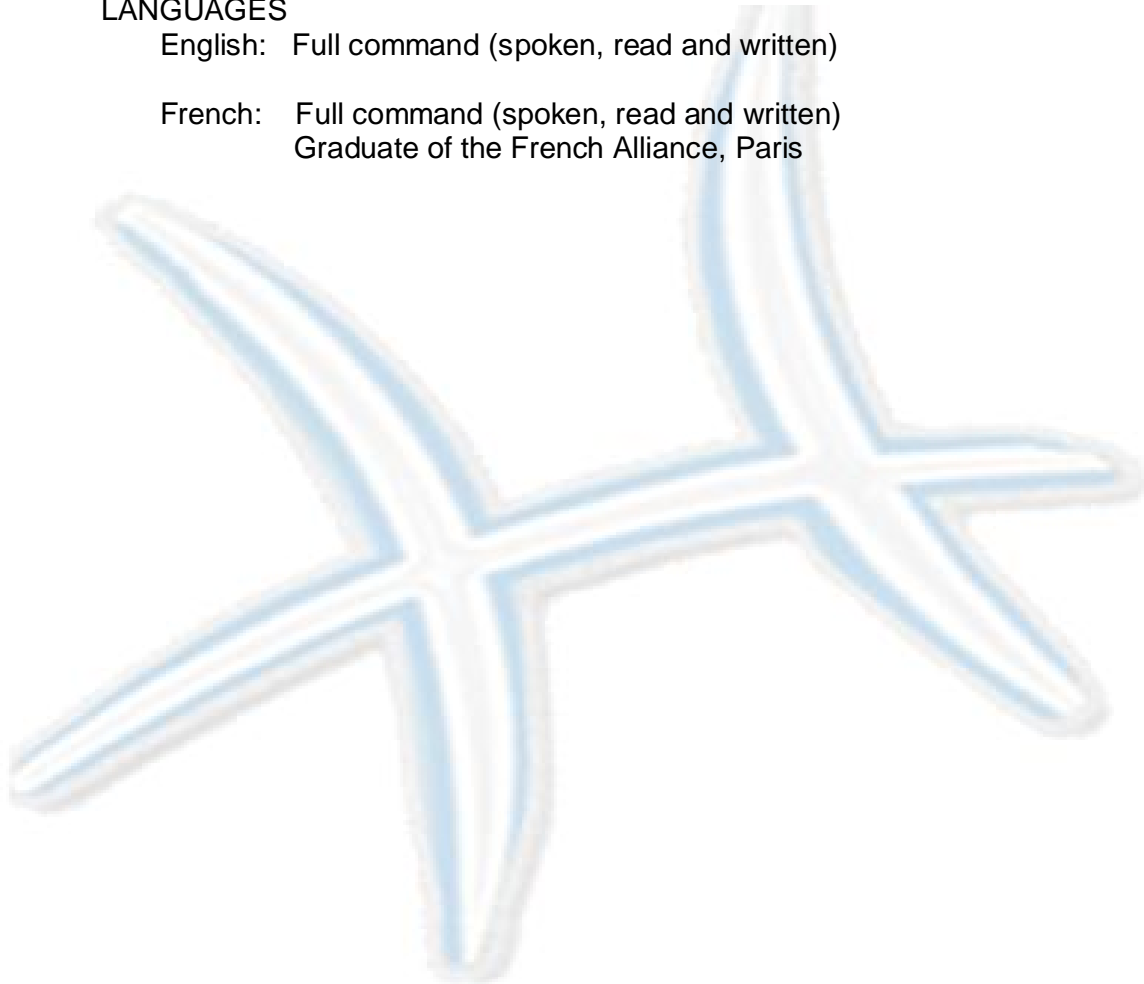 LANGUAGES
English: Full command (spoken, read and written)
French: Full command (spoken, read and written)
Graduate of the French Alliance, Paris